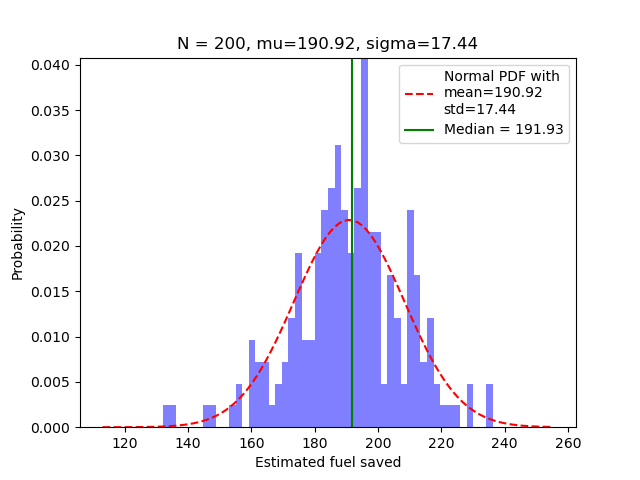 N = 200, mu=190.92, sigma=17.44
Normal PDF with
mean=190.92
std=17.44
Median = 191.93
Probability
0.040
0.035
0.030
0.025
0.020
0.015
0.010
0.005
0.000
120 140 160 180 200 220 240 260
Estimated fuel saved